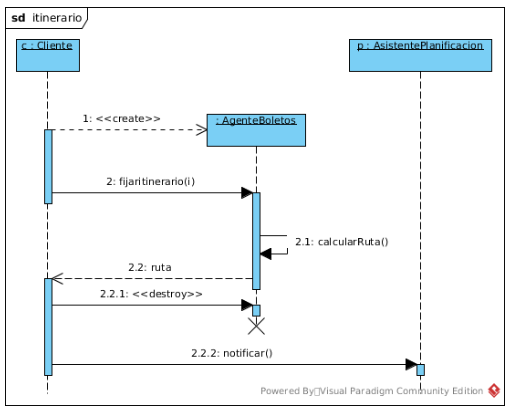 sd itinerario
c : Cliente
p : AsistentePlanificacion
1: <<create>>
: AgenteBoletos
2: fijaritinerario(i)
2.1: calcularRuta()
2.2: ruta
2.2.1: <<destroy>>
2.2.2: notificar()
Powered By Visual Paradigm Community Edition